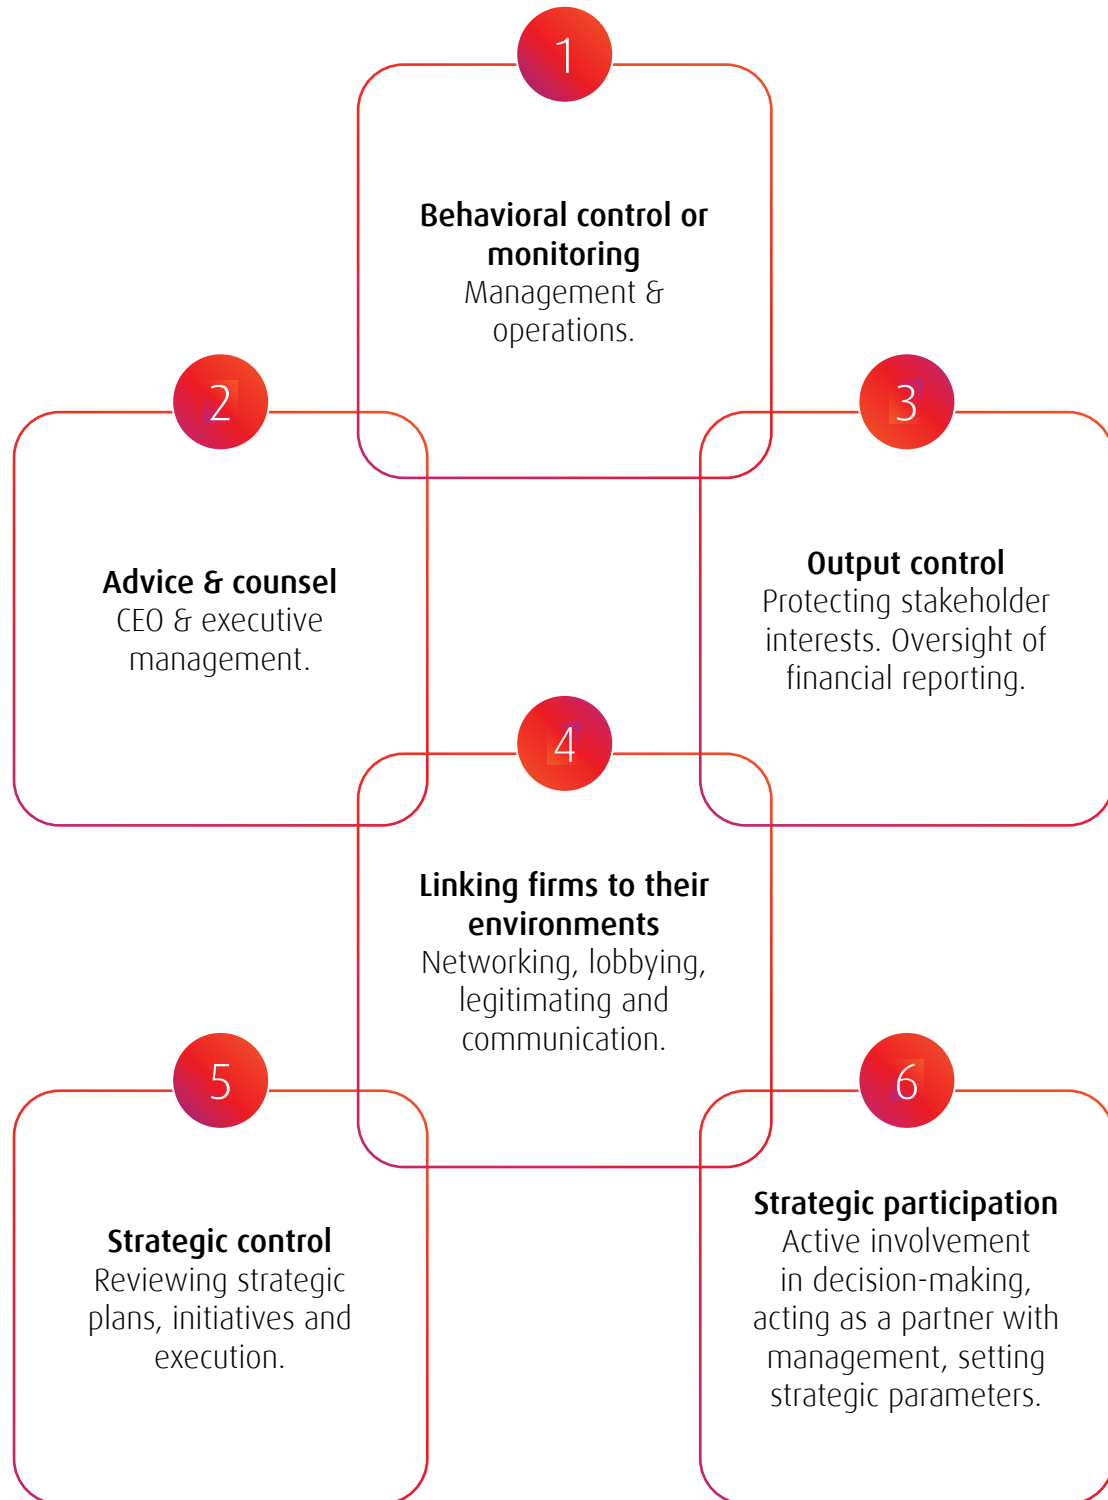 1
Behavioral control or
monitoring
Management &
operations.
2
Advice & counsel
CEO & executive
management.
3
Output control
Protecting stakeholder
interests. Oversight of
financial reporting.
4
Linking firms to their
environments
Networking, lobbying,
legitimating and
communication.
5
Strategic control
Reviewing strategic
plans, initiatives and
execution.
6
Strategic participation
Active involvement
in decision-making,
acting as a partner with
management, setting
strategic parameters.